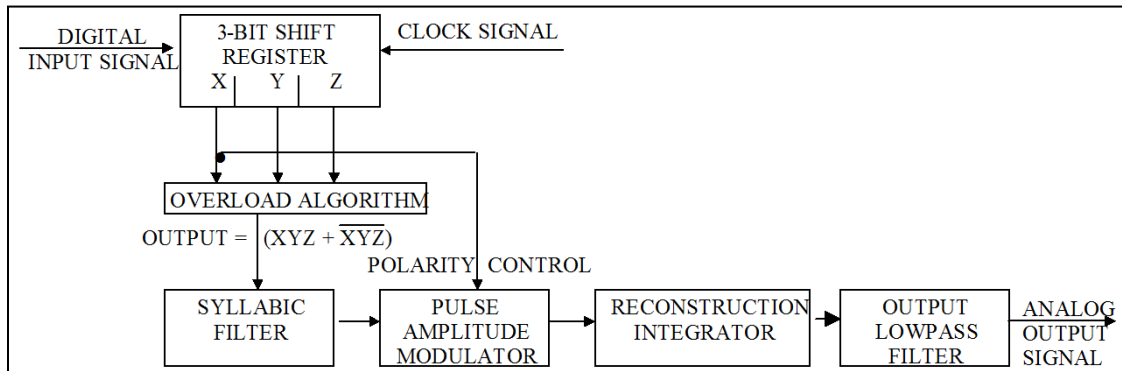 DIGITAL
INPUT SIGNAL
3-BIT SHIFT
REGISTER
X Y Z
CLOCK SIGNAL
OVERLOAD ALGORITHM
OUTPUT = (XYZ + X̅Y̅Z̅)
POLARITY CONTROL
SYLLABIC
FILTER
PULSE
AMPLITUDE
MODULATOR
RECONSTRUCTION
INTEGRATOR
OUTPUT
LOWPASS
FILTER
ANALOG
OUTPUT
SIGNAL